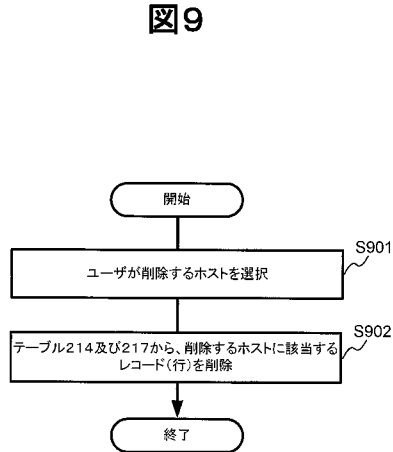 図9
開始
S901
ユーザが削除するホストを選択
S902
テーブル214及び217から、削除するホストに該当する
レコード(行)を削除
終了